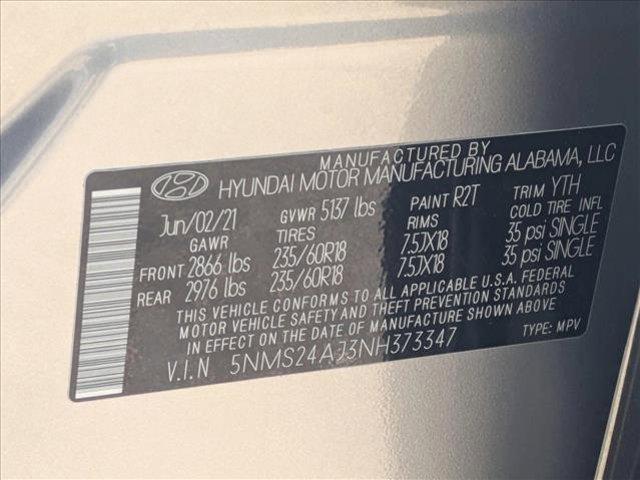 MANUFACTURED BY
HYUNDAI MOTOR MANUFACTURING ALABAMA, LLC
Jun/02/21 GVWR 5137 lbs PAINT R2T TRIM YTH
GAWR TIRES RIMS COLD TIRE INFL
FRONT 2866 lbs 235/60R18 7.5JX18 35 psi SINGLE
REAR 2976 lbs 235/60R18 7.5JX18 35 psi SINGLE
THIS VEHICLE CONFORMS TO ALL APPLICABLE U.S.A. FEDERAL
MOTOR VEHICLE SAFETY AND THEFT PREVENTION STANDARDS
IN EFFECT ON THE DATE OF MANUFACTURE SHOWN ABOVE
V.I.N 5NMS24AJ3NH373347 TYPE: MPV